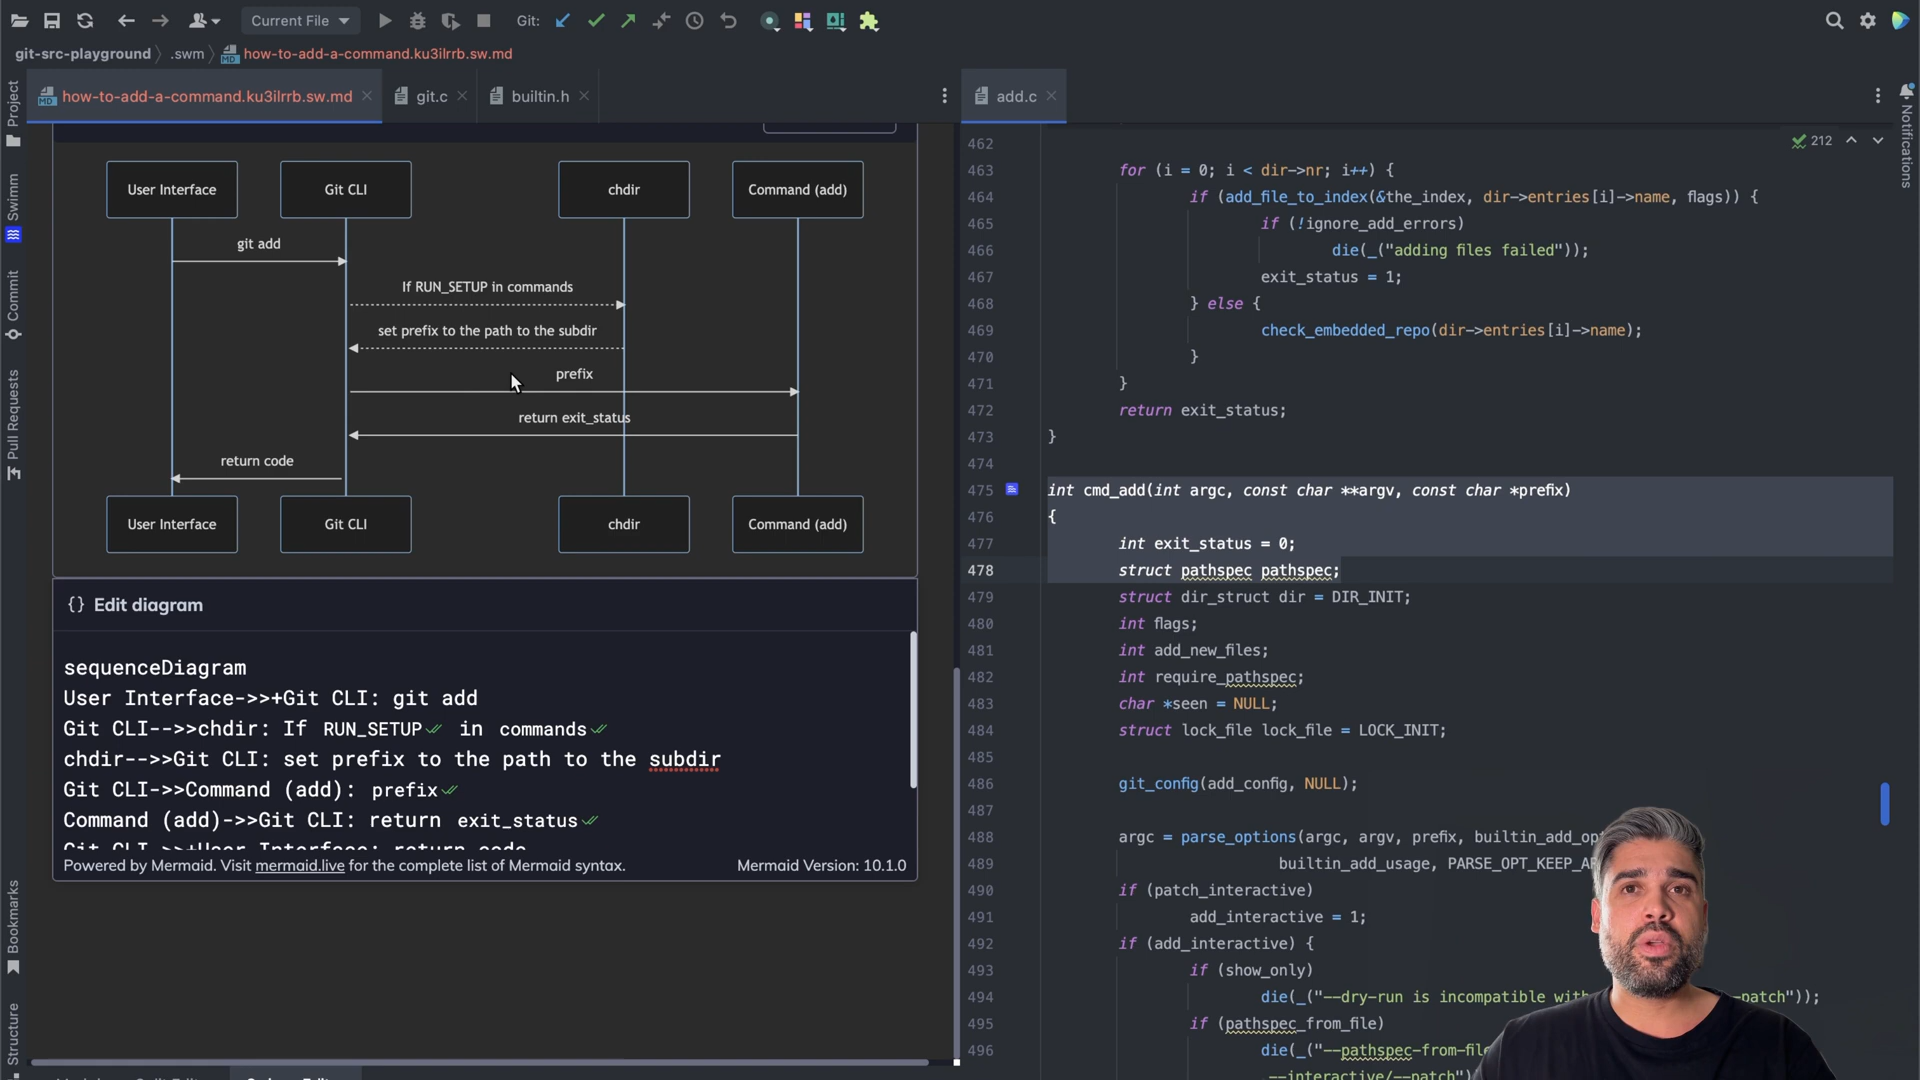 Current File
Git:
git-src-playground
.swm
how-to-add-a-command.ku3ilrrb.sw.md
how-to-add-a-command.ku3ilrrb.sw.md
git.c
builtin.h
add.c
Project
Swimm
Commit
Pull Requests
Bookmarks
Structure
Notifications
User Interface
Git CLI
chdir
Command (add)
git add
If RUN_SETUP in commands
set prefix to the path to the subdir
prefix
return exit_status
return code
User Interface
Git CLI
chdir
Command (add)
{} Edit diagram
sequenceDiagram
User Interface->>+Git CLI: git add
Git CLI-->>chdir: If RUN_SETUP in commands
chdir-->>Git CLI: set prefix to the path to the subdir
Git CLI->>Command (add): prefix
Command (add)->>Git CLI: return exit_status
Git CLI->>+User Interface: return code
Powered by Mermaid. Visit mermaid.live for the complete list of Mermaid syntax.
Mermaid Version: 10.1.0
212
462
463 for (i = 0; i < dir->nr; i++) {
464 if (add_file_to_index(&the_index, dir->entries[i]->name, flags)) {
465 if (!ignore_add_errors)
466 die(_("adding files failed"));
467 exit_status = 1;
468 } else {
469 check_embedded_repo(dir->entries[i]->name);
470 }
471 }
472 return exit_status;
473 }
474
475 int cmd_add(int argc, const char **argv, const char *prefix)
476 {
477 int exit_status = 0;
478 struct pathspec pathspec;
479 struct dir_struct dir = DIR_INIT;
480 int flags;
481 int add_new_files;
482 int require_pathspec;
483 char *seen = NULL;
484 struct lock_file lock_file = LOCK_INIT;
485
486 git_config(add_config, NULL);
487
488 argc = parse_options(argc, argv, prefix, builtin_add_op
489 builtin_add_usage, PARSE_OPT_KEEP_A
490 if (patch_interactive)
491 add_interactive = 1;
492 if (add_interactive) {
493 if (show_only)
494 die(_("--dry-run is incompatible with -patch"));
495 if (pathspec_from_file)
496 die(_("--pathspec-from-file
--interactive/--patch")